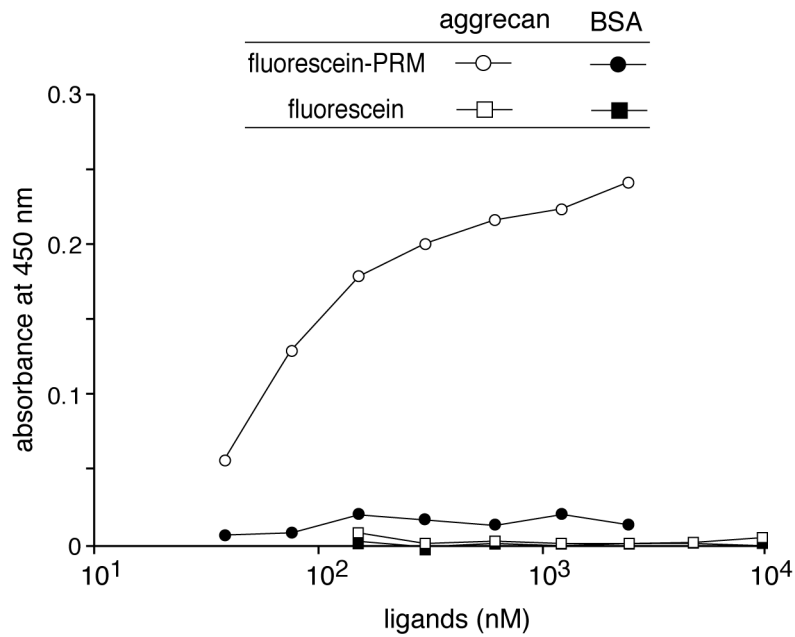 aggrecan BSA
fluorescein-PRM
fluorescein
0.3
0.2
0.1
0
absorbance at 450 nm
10¹ 10² 10³ 10⁴
ligands (nM)